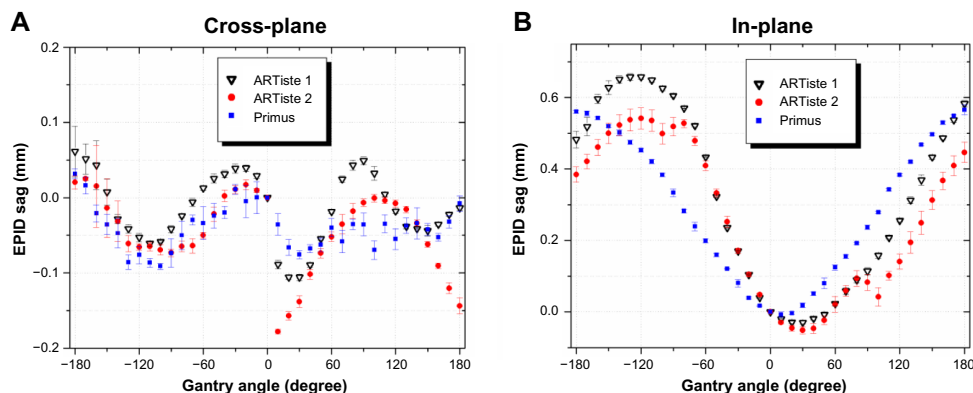 A
Cross-plane
EPID sag (mm)
0.2
0.1
0.0
−0.1
−0.2
ARTiste 1
ARTiste 2
Primus
−180 −120 −60 0 60 120 180
Gantry angle (degree)
B
In-plane
EPID sag (mm)
0.6
0.4
0.2
0.0
ARTiste 1
ARTiste 2
Primus
−180 −120 −60 0 60 120 180
Gantry angle (degree)